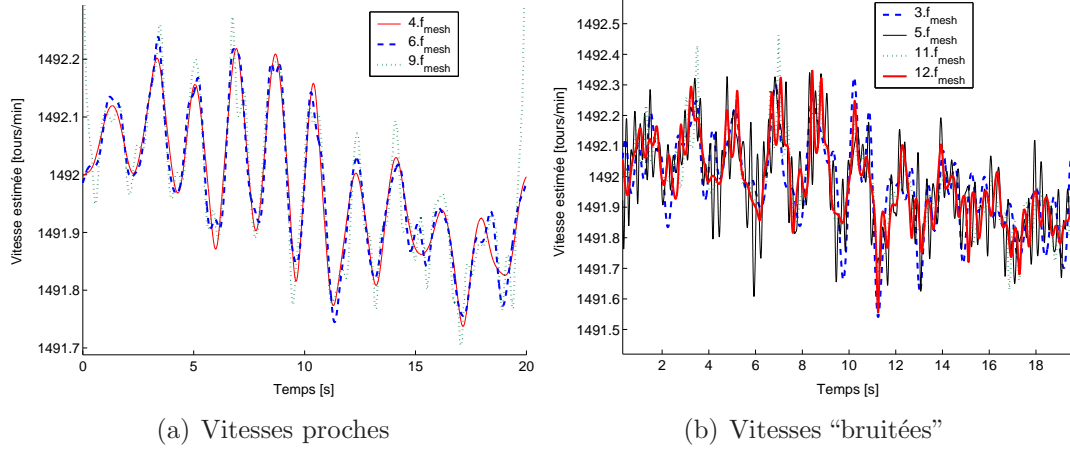 4.f_mesh
6.f_mesh
9.f_mesh
1492.2
1492.1
1492
1491.9
1491.8
1491.7
Vitesse estimée [tours/min]
0
5
10
15
20
Temps [s]
(a) Vitesses proches
3.f_mesh
5.f_mesh
11.f
12.f_mesh
1492.5
1492.4
1492.3
1492.2
1492.1
1492
1491.9
1491.8
1491.7
1491.6
1491.5
Vitesse estimée [tours/min]
2
4
6
8
10
12
14
16
18
Temps [s]
(b) Vitesses “bruitées”